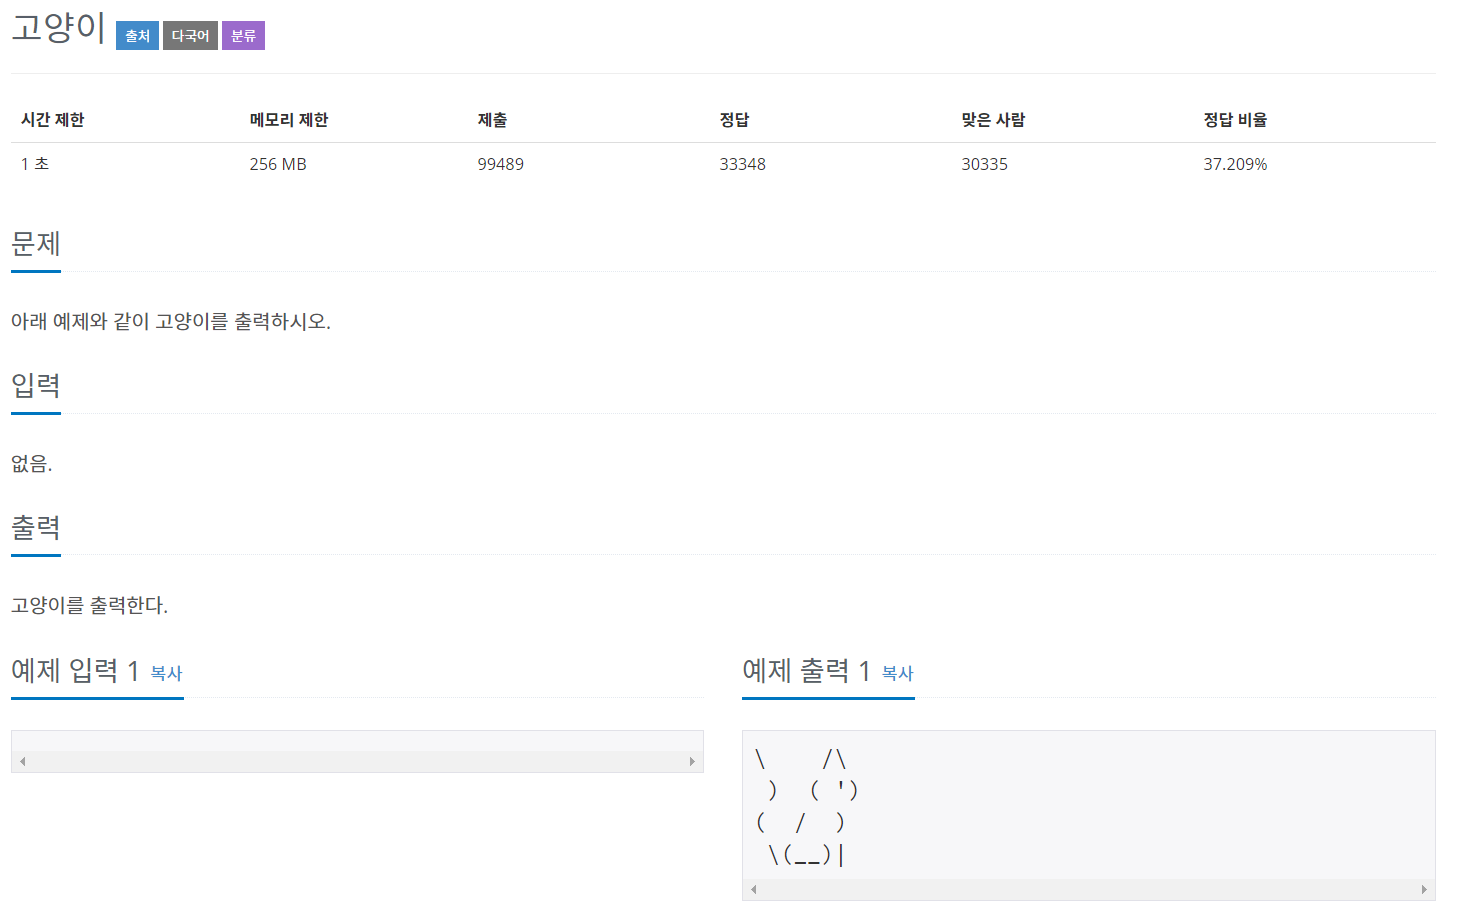 고양이 출처 다국어 분류
시간 제한 메모리 제한 제출 정답 맞은 사람 정답 비율
1 초 256 MB 99489 33348 30335 37.209%
문제
아래 예제와 같이 고양이를 출력하시오.
입력
없음.
출력
고양이를 출력한다.
예제 입력 1 복사
예제 출력 1 복사
\    /\
 )  ( ')
(  /  )
 \(__)|